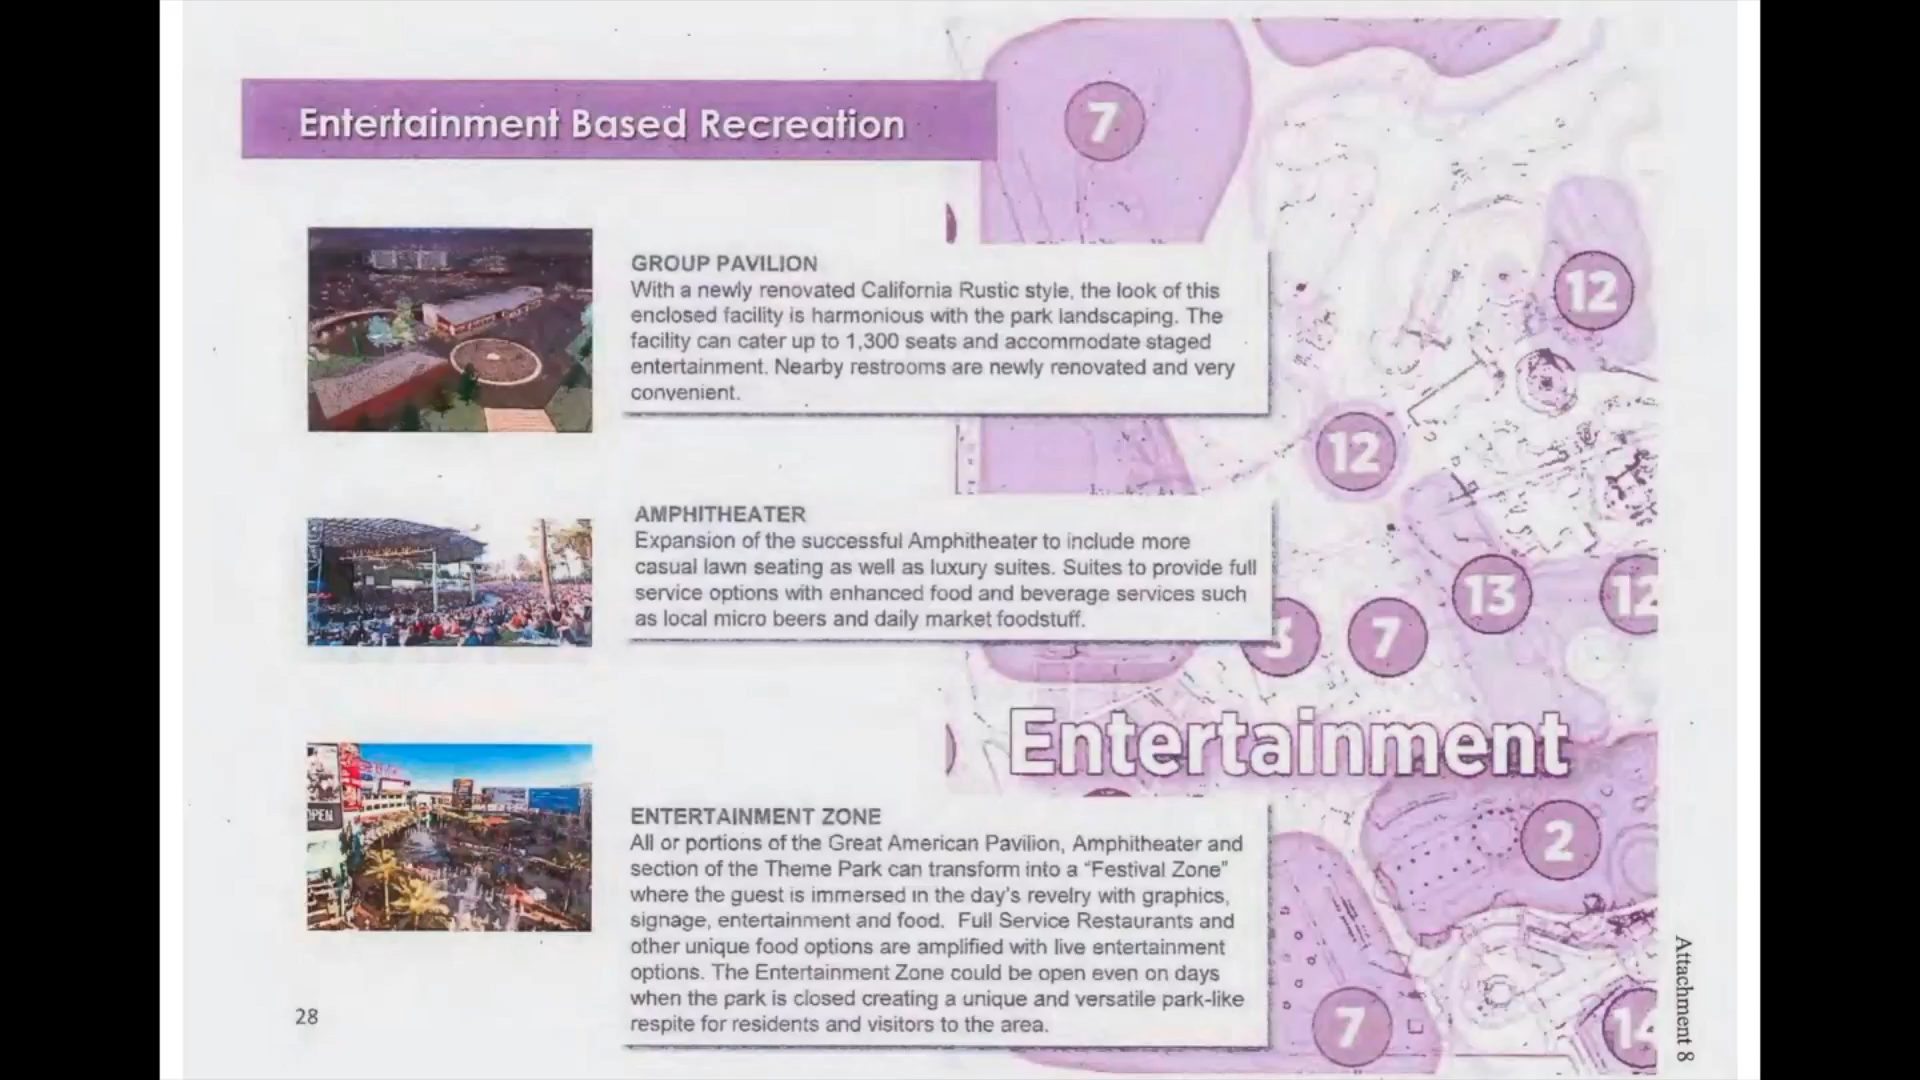 Entertainment Based Recreation
7
12
GROUP PAVILION
With a newly renovated California Rustic style, the look of this
enclosed facility is harmonious with the park landscaping. The
facility can cater up to 1,300 seats and accommodate staged
entertainment. Nearby restrooms are newly renovated and very
convenient.
12
AMPHITHEATER
Expansion of the successful Amphitheater to include more
casual lawn seating as well as luxury suites. Suites to provide full
service options with enhanced food and beverage services such
as local micro beers and daily market foodstuff.
13
12
7
Entertainment
OPEN
ENTERTAINMENT ZONE
All or portions of the Great American Pavilion, Amphitheater and
section of the Theme Park can transform into a “Festival Zone”
where the guest is immersed in the day's revelry with graphics,
signage, entertainment and food. Full Service Restaurants and
other unique food options are amplified with live entertainment
options. The Entertainment Zone could be open even on days
when the park is closed creating a unique and versatile park-like
respite for residents and visitors to the area.
2
7
14
28
Attachment 8